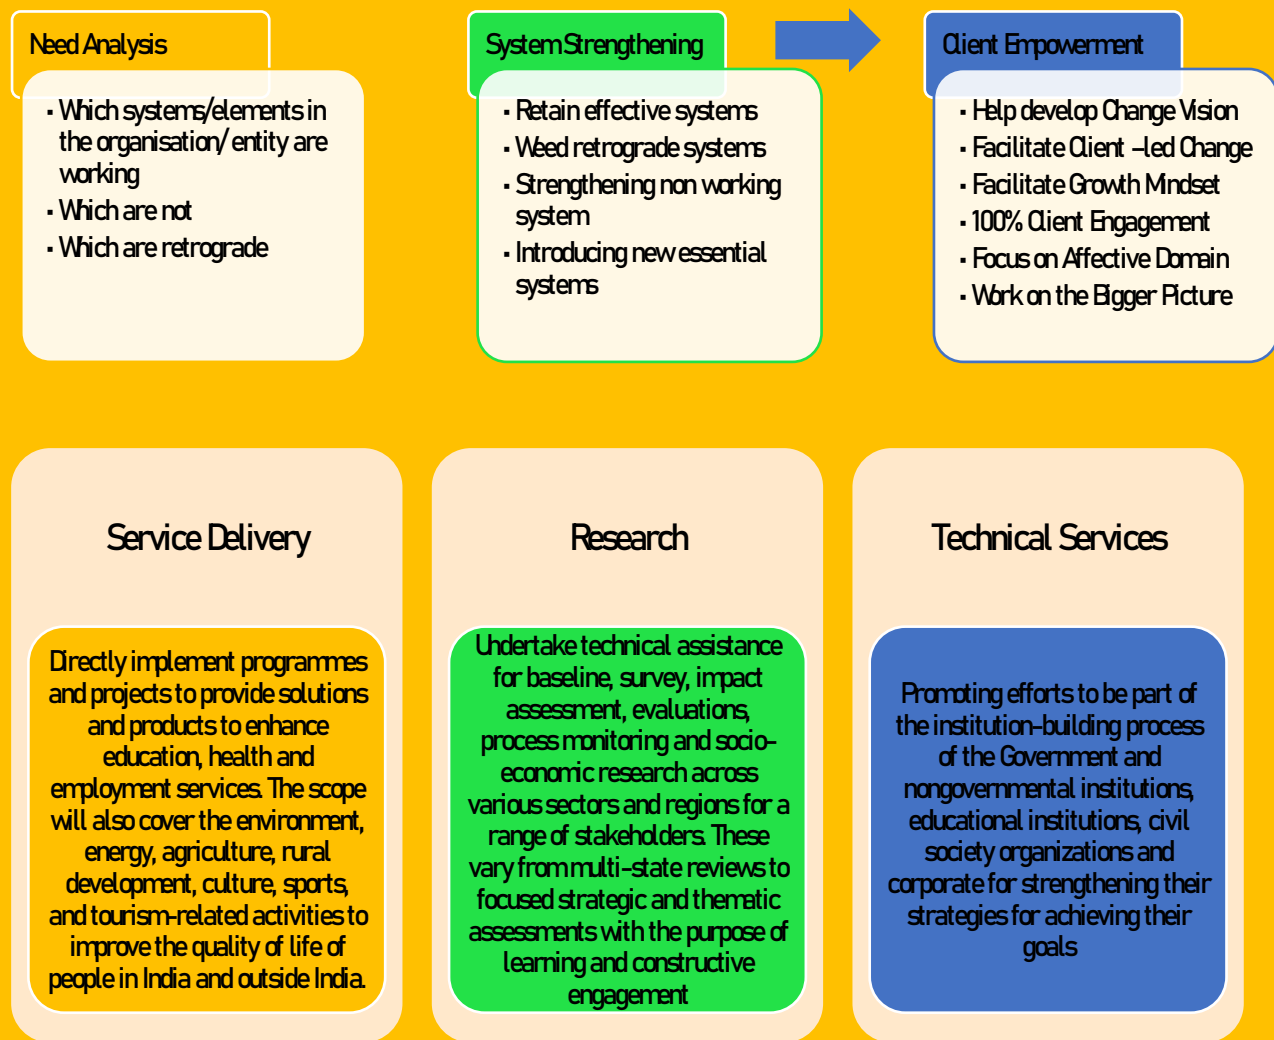 Need Analysis
▪ Which systems/elements in
the organisation/ entity are
working
▪ Which are not
▪ Which are retrograde
System Strengthening
▪ Retain effective systems
▪ Weed retrograde systems
▪ Strengthening non working
system
▪ Introducing new essential
systems
Client Empowerment
▪ Help develop Change Vision
▪ Facilitate Client –led Change
▪ Facilitate Growth Mindset
▪ 100% Client Engagement
▪ Focus on Affective Domain
▪ Work on the Bigger Picture
Service Delivery
Directly implement programmes
and projects to provide solutions
and products to enhance
education, health and
employment services. The scope
will also cover the environment,
energy, agriculture, rural
development, culture, sports,
and tourism-related activities to
improve the quality of life of
people in India and outside India.
Research
Undertake technical assistance
for baseline, survey, impact
assessment, evaluations,
process monitoring and socio-
economic research across
various sectors and regions for a
range of stakeholders. These
vary from multi-state reviews to
focused strategic and thematic
assessments with the purpose of
learning and constructive
engagement
Technical Services
Promoting efforts to be part of
the institution-building process
of the Government and
nongovernmental institutions,
educational institutions, civil
society organizations and
corporate for strengthening their
strategies for achieving their
goals